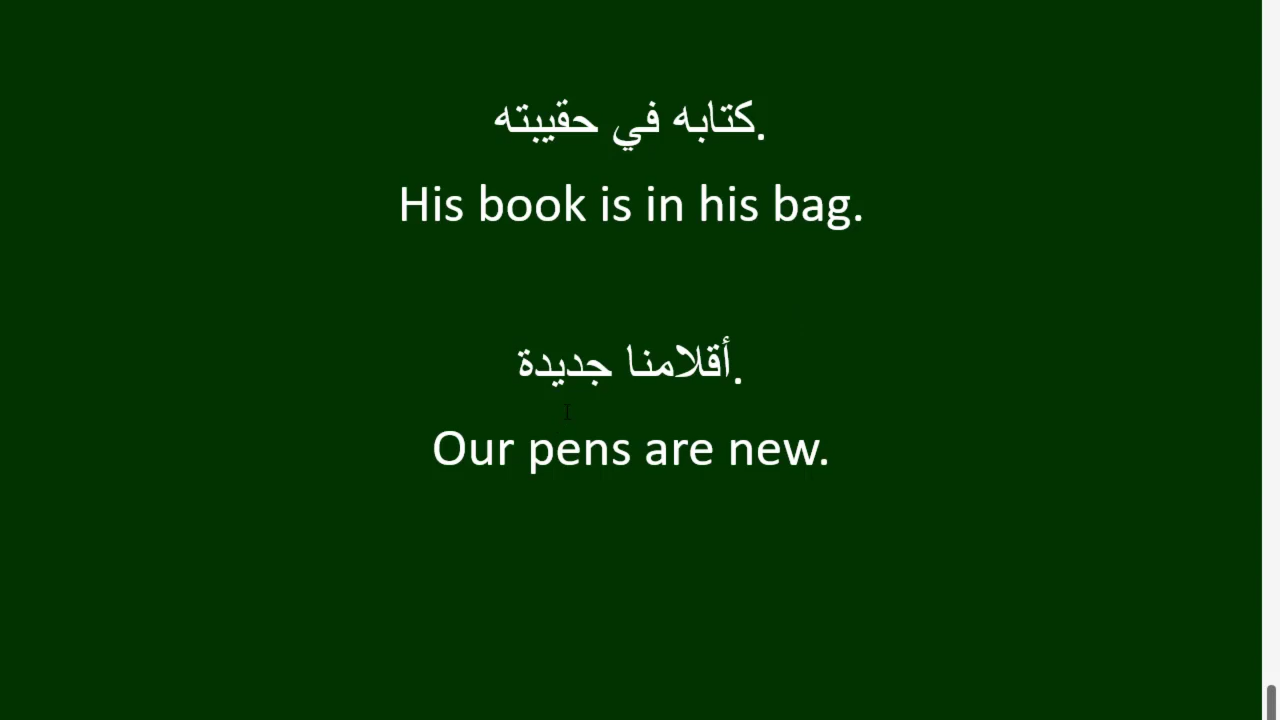 كتابه في حقيبته.
His book is in his bag.
أقلامنا جديدة.
Our pens are new.